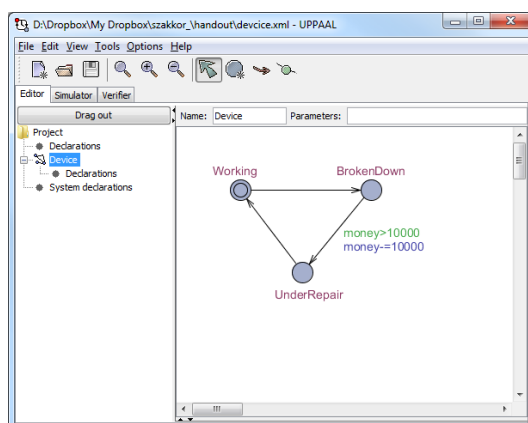 D:\Dropbox\My Dropbox\szakkor_\handout\devcice.xml - UPPAAL
File Edit View Tools Options Help
Editor Simulator Verifier
Drag out
Name: Device Parameters:
Project
Declarations
Device
Declarations
System declarations
Working
BrokenDown
money>10000
money-=10000
UnderRepair